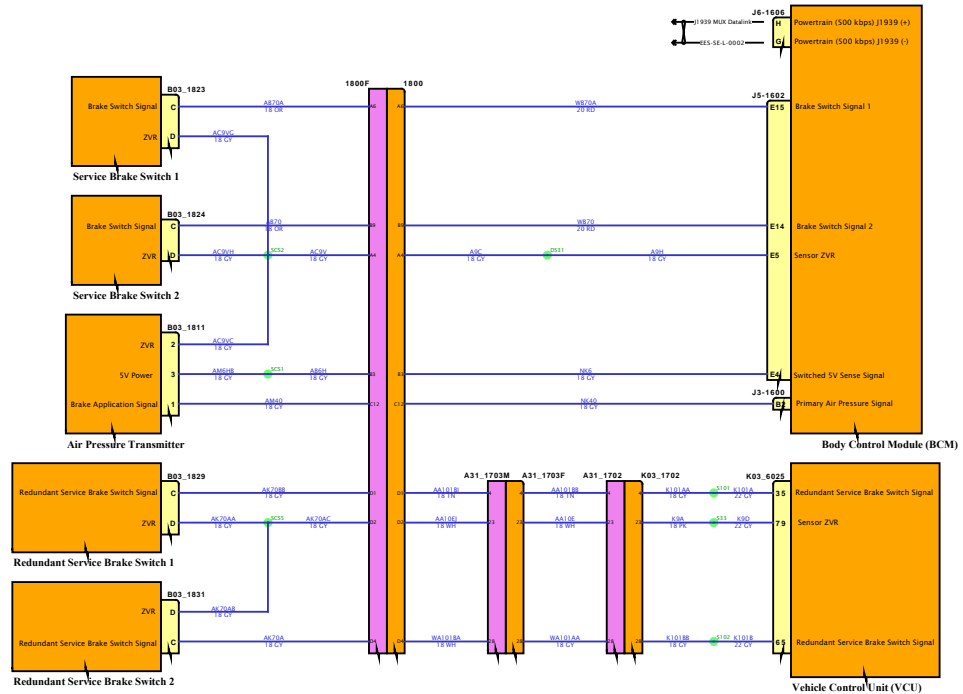 J6-1606
J1939 MUX Datalink
H
Powertrain (500 kbps) J1939 (+)
EES-SE-L-0002
G
Powertrain (500 kbps) J1939 (-)
B03_1823
1800F
1800
J5-1602
Brake Switch Signal
C
AB70A
18 OR
A6
A6
WB70A
20 RD
E15
Brake Switch Signal 1
ZVR
D
AC9VG
18 GY
Service Brake Switch 1
B03_1824
Brake Switch Signal
C
AB70
18 OR
B9
B9
WB70
20 RD
E14
Brake Switch Signal 2
ZVR
D
AC9VH
18 GY
SCS2
AC9V
18 GY
A4
A4
A9C
18 GY
DS31
A9H
18 GY
E5
Sensor ZVR
Service Brake Switch 2
B03_1811
ZVR
2
AC9VC
18 GY
5V Power
3
AM6HB
18 GY
SCS1
AB6H
18 GY
B3
B3
NK6
18 GY
E4
Switched 5V Sense Signal
J3-1600
Brake Application Signal
1
AM40
18 GY
C12
C12
NK40
18 GY
B2
Primary Air Pressure Signal
Air Pressure Transmitter
Body Control Module (BCM)
B03_1829
A31_1703M
A31_1703F
A31_1702
K03_1702
K03_6025
Redundant Service Brake Switch Signal
C
AK70BB
18 GY
D1
D1
AA101BI
18 TN
4
4
AA101BB
18 TN
4
4
K101AA
18 GY
S101
K101A
22 GY
35
Redundant Service Brake Switch Signal
ZVR
D
AK70AA
18 GY
SCS5
AK70AC
18 GY
D2
D2
AA10EJ
18 WH
23
23
AA10E
18 WH
23
23
K9A
18 PK
S33
K9D
22 GY
79
Sensor ZVR
Redundant Service Brake Switch 1
B03_1831
ZVR
D
AK70AB
18 GY
Redundant Service Brake Switch Signal
C
AK70A
18 GY
D4
D4
WA101BA
18 WH
28
28
WA101AA
18 GY
28
28
K101BB
18 GY
S102
K101B
22 GY
65
Redundant Service Brake Switch Signal
Redundant Service Brake Switch 2
Vehicle Control Unit (VCU)